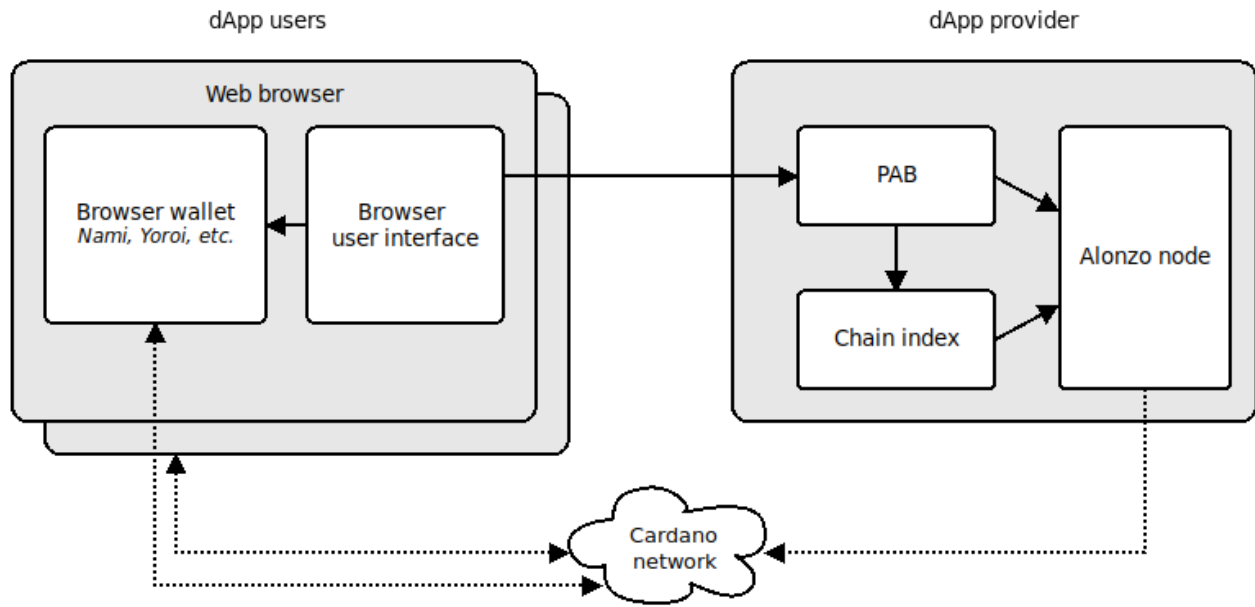 dApp users
dApp provider
Web browser
Browser wallet
Nami, Yoroi, etc.
Browser
user interface
PAB
Chain index
Alonzo node
Cardano
network